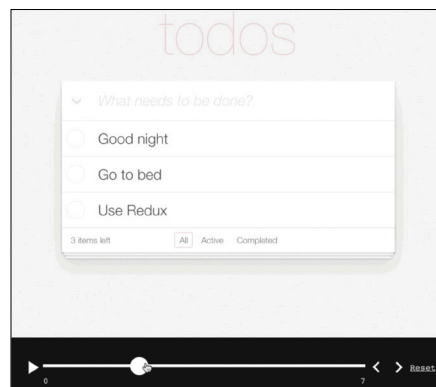 todos
What needs to be done?
Good night
Go to bed
Use Redux
3 items left All Active Completed
Reset
0 7